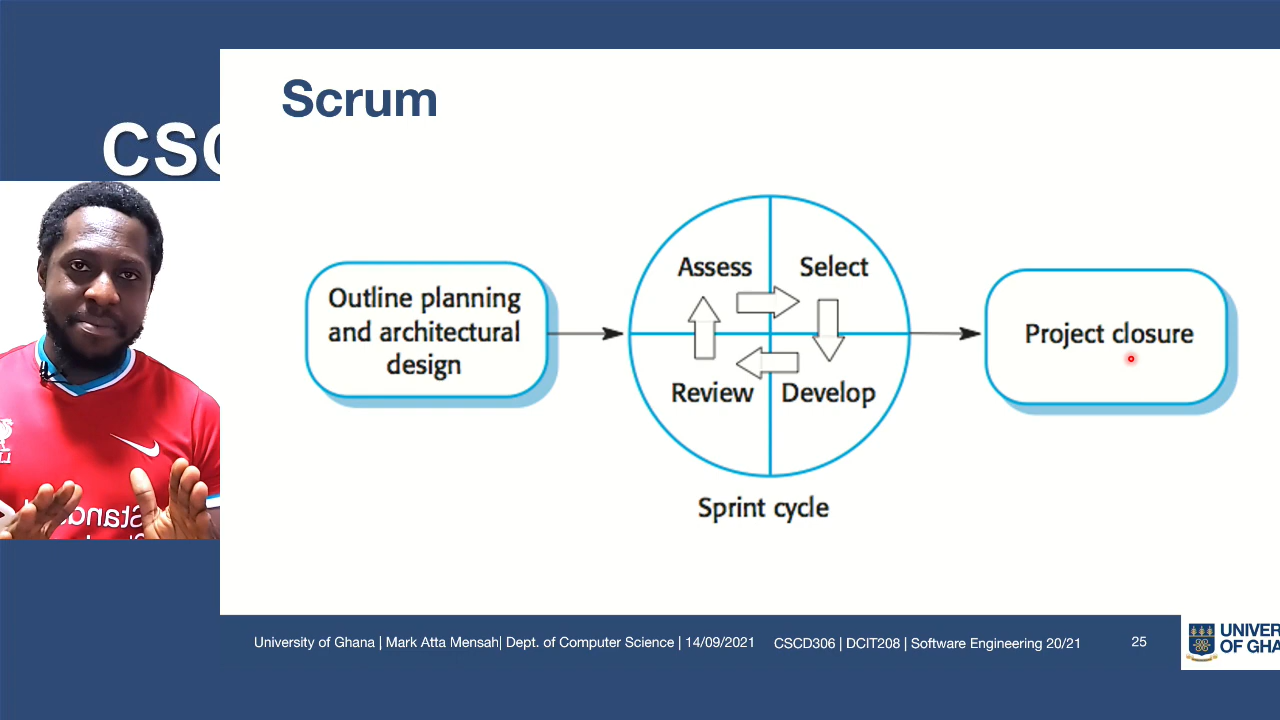 Scrum
CSC
Outline planning
and architectural
design
Assess
Select
Review
Develop
Sprint cycle
Project closure
Standa
University of Ghana | Mark Atta Mensah| Dept. of Computer Science | 14/09/2021
CSCD306 | DCIT208 | Software Engineering 20/21
25
UNIVER
OF GHA